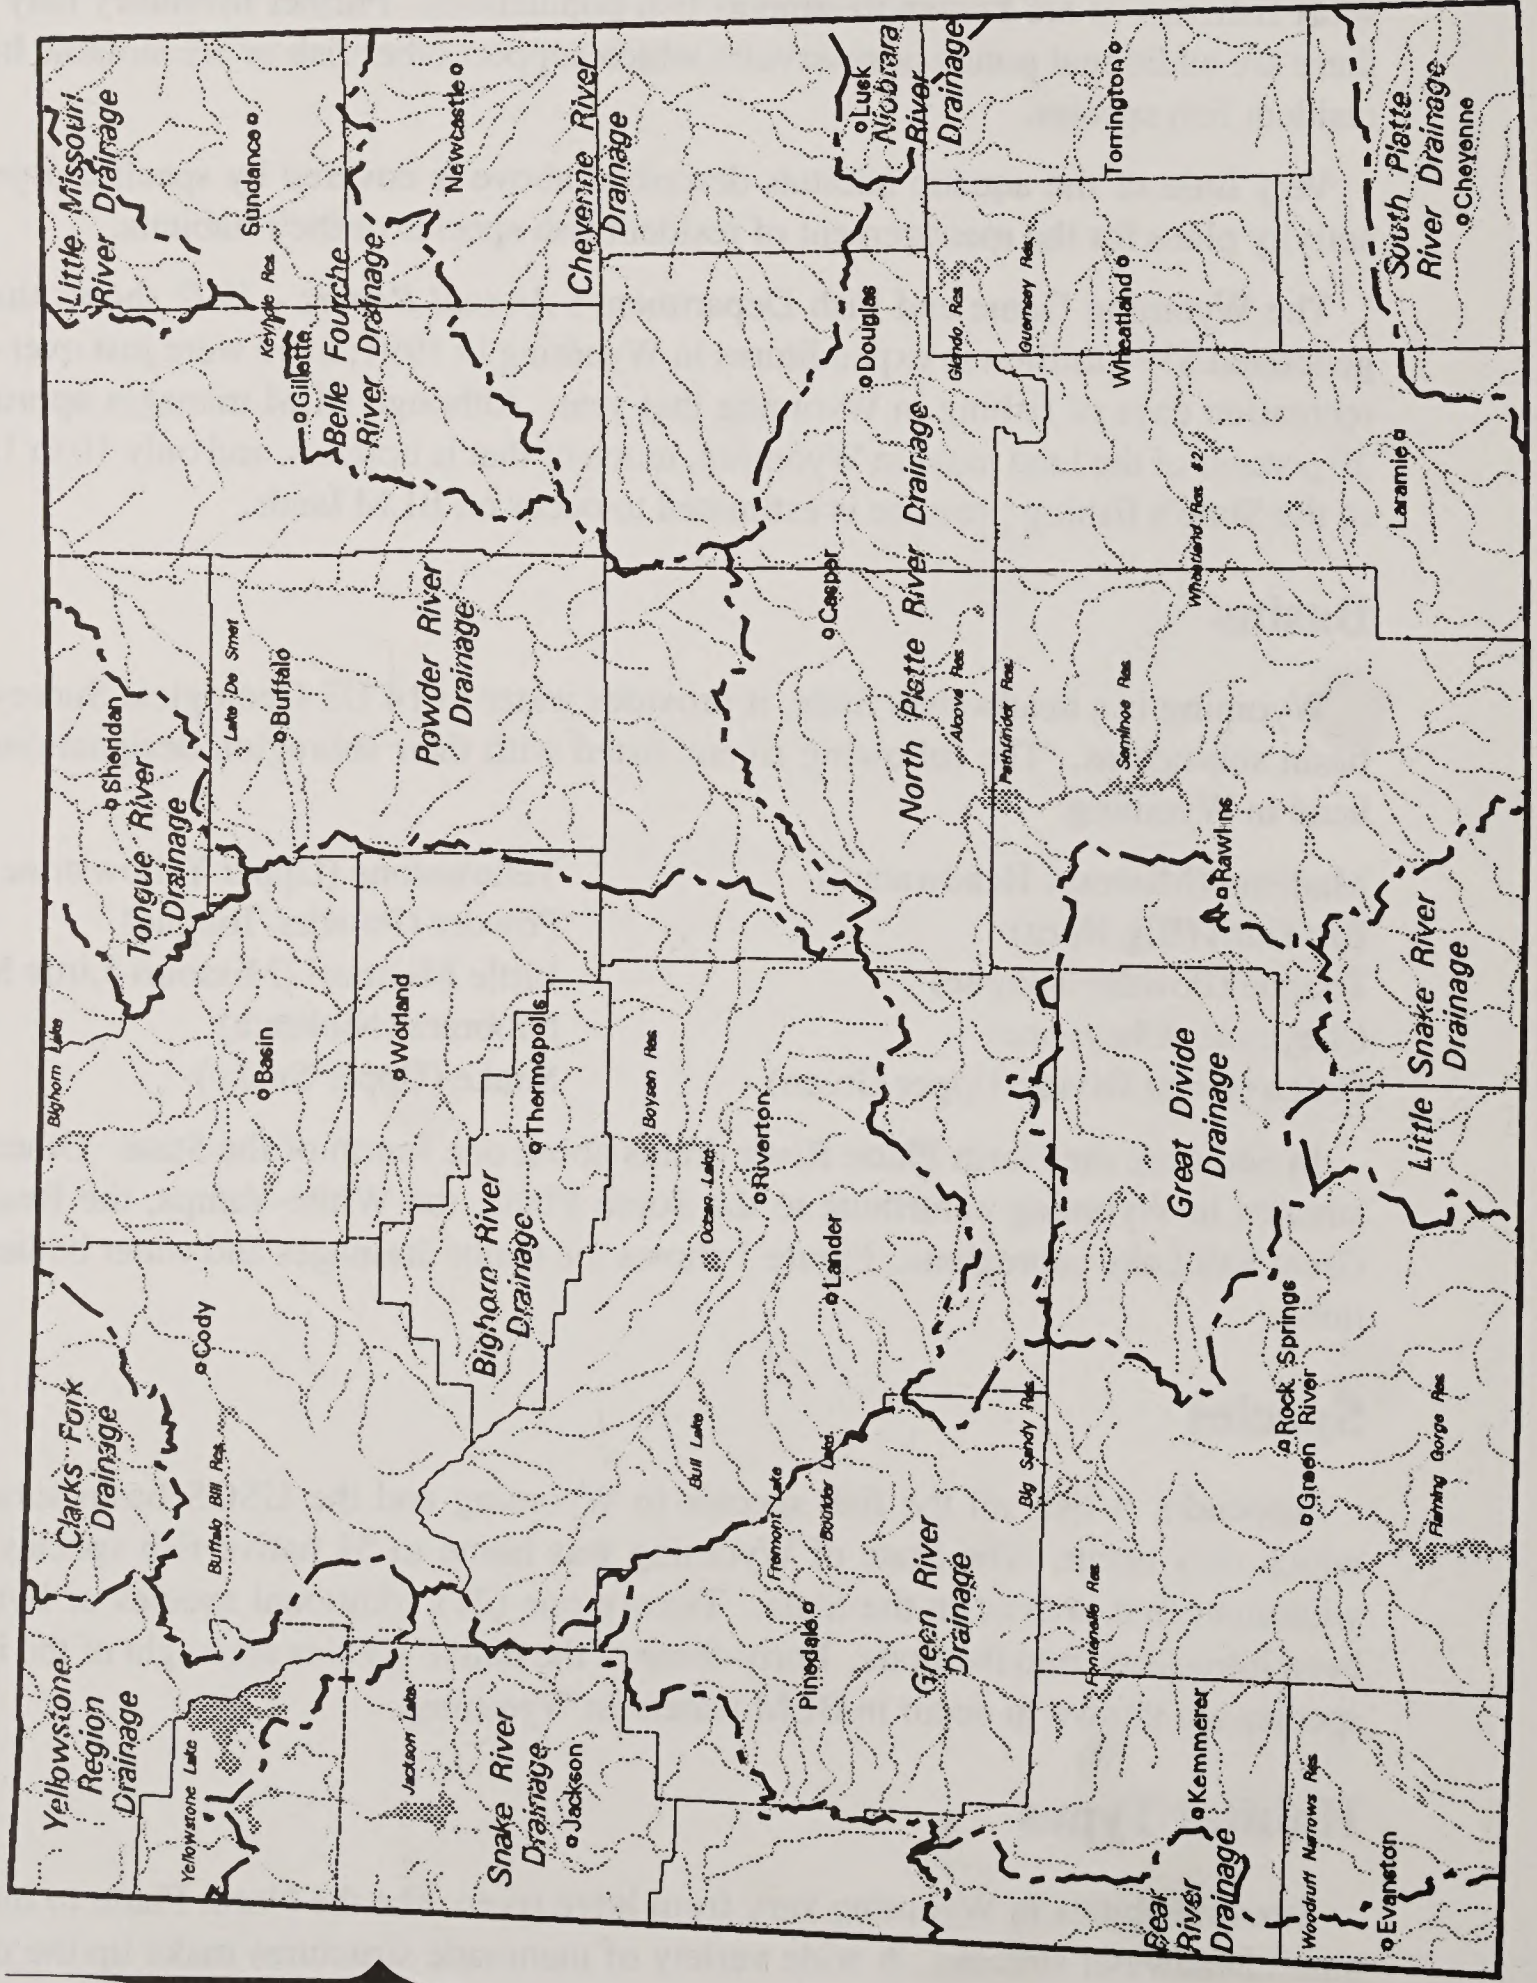 Yellowstone
Region
Drainage
Clarks Fork
Drainage
Bighorn Lake
Tongue River
Drainage
Sheridan
Little Missouri
River Drainage
Sundance
Keyhole Res.
Gillette
Belle Fourche
River Drainage
Newcastle
Cody
Buffalo Bill Res.
Yellowstone Lake
Basin
Lake De Smet
Buffalo
Powder River
Drainage
Worland
Jackson Lake
Snake River
Drainage
Jackson
Bighorn River
Drainage
Thermopolis
Cheyenne River
Drainage
Boysen Res.
Ocean Lake
Bull Lake
Riverton
Lander
Fremont Lake
Boulder Lake
Pinedale
Casper
Douglas
Lusk
Niobrara
River
Drainage
North Platte River Drainage
Alcova Res.
Pathfinder Res.
Seminoe Res.
Glendo Res.
Guernsey Res.
Torrington
Wheatland
Wheatland Res. #2
Green River
Drainage
Big Sandy Res.
Fontenelle Res.
Great Divide
Drainage
Rawlins
Kemmerer
Bear
River
Drainage
Rock Springs
Green River
Woodruff Narrows Res.
Evanston
Flaming Gorge Res.
Little Snake River
Drainage
Laramie
South Platte
River Drainage
Cheyenne